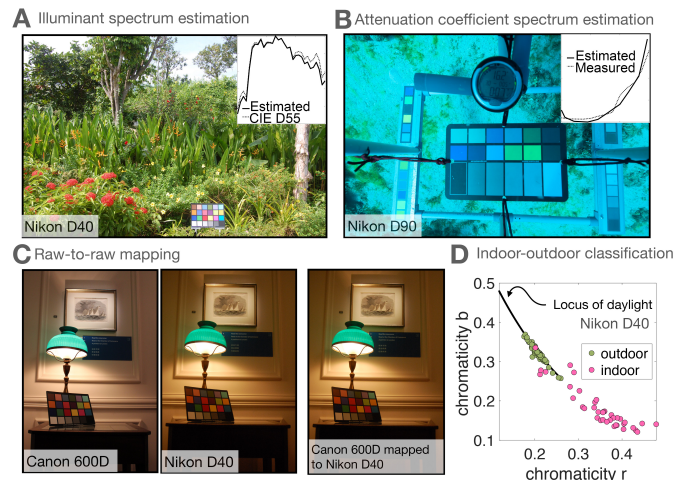 A Illuminant spectrum estimation
Estimated
CIE D55
Nikon D40
B Attenuation coefficient spectrum estimation
Estimated
Measured
Nikon D90
C Raw-to-raw mapping
Canon 600D
Nikon D40
Canon 600D mapped
to Nikon D40
D Indoor-outdoor classification
0.5
0.4
0.3
0.2
0.1
chromaticity b
Locus of daylight
Nikon D40
outdoor
indoor
0.2 0.3 0.4
chromaticity r